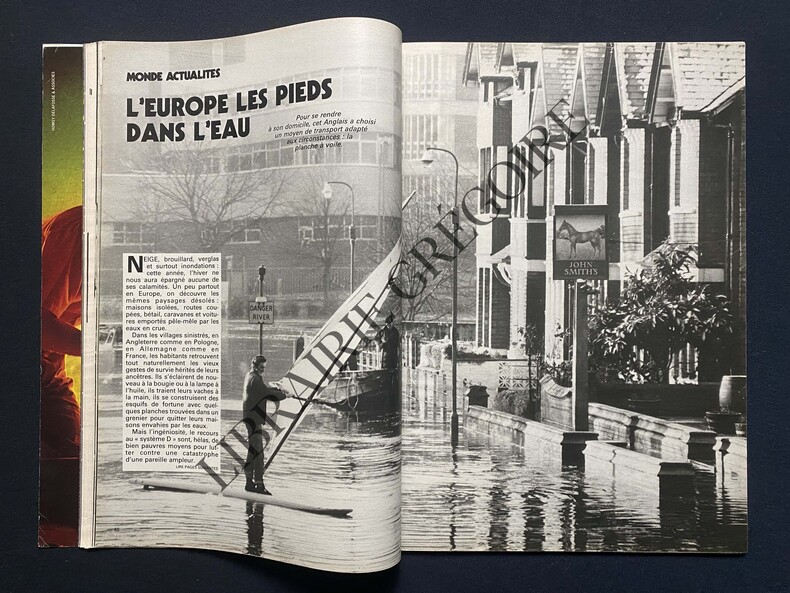 HOMEZ DELAFOSSE & ASSOCIES
MONDE ACTUALITES
L'EUROPE LES PIEDS
DANS L'EAU
Pour se rendre
à son domicile, cet Anglais a choisi
un moyen de transport adapté
aux circonstances : la
planche à voile.
NEIGE, brouillard, verglas
et surtout inondations :
cette année, l'hiver ne
nous aura épargné aucune de
ses calamités. Un peu partout
en Europe, on découvre les
mêmes paysages désolés :
maisons isolées, routes cou-
pées, bétail, caravanes et voitu-
res emportés pêle-mêle par les
eaux en crue.
Dans les villages sinistrés, en
Angleterre comme en Pologne,
en Allemagne comme en
France, les habitants retrouvent
tout naturellement les vieux
gestes de survie hérités de leurs
ancêtres. Ils s'éclairent de nou-
veau à la bougie ou à la lampe à
l'huile, ils traient leurs vaches à
la main, ils se construisent des
esquifs de fortune avec quel-
ques planches trouvées dans un
grenier pour quitter leurs mai-
sons envahies par les eaux.
Mais l'ingéniosité, le recours
au « système D » sont, hélas, de
bien pauvres moyens pour lut-
ter contre une catastrophe
d'une pareille ampleur.
LIRE PAGES
DANGER
RIVER
JOHN
SMITH'S
LIBRAIRIE GRÉGOIRE